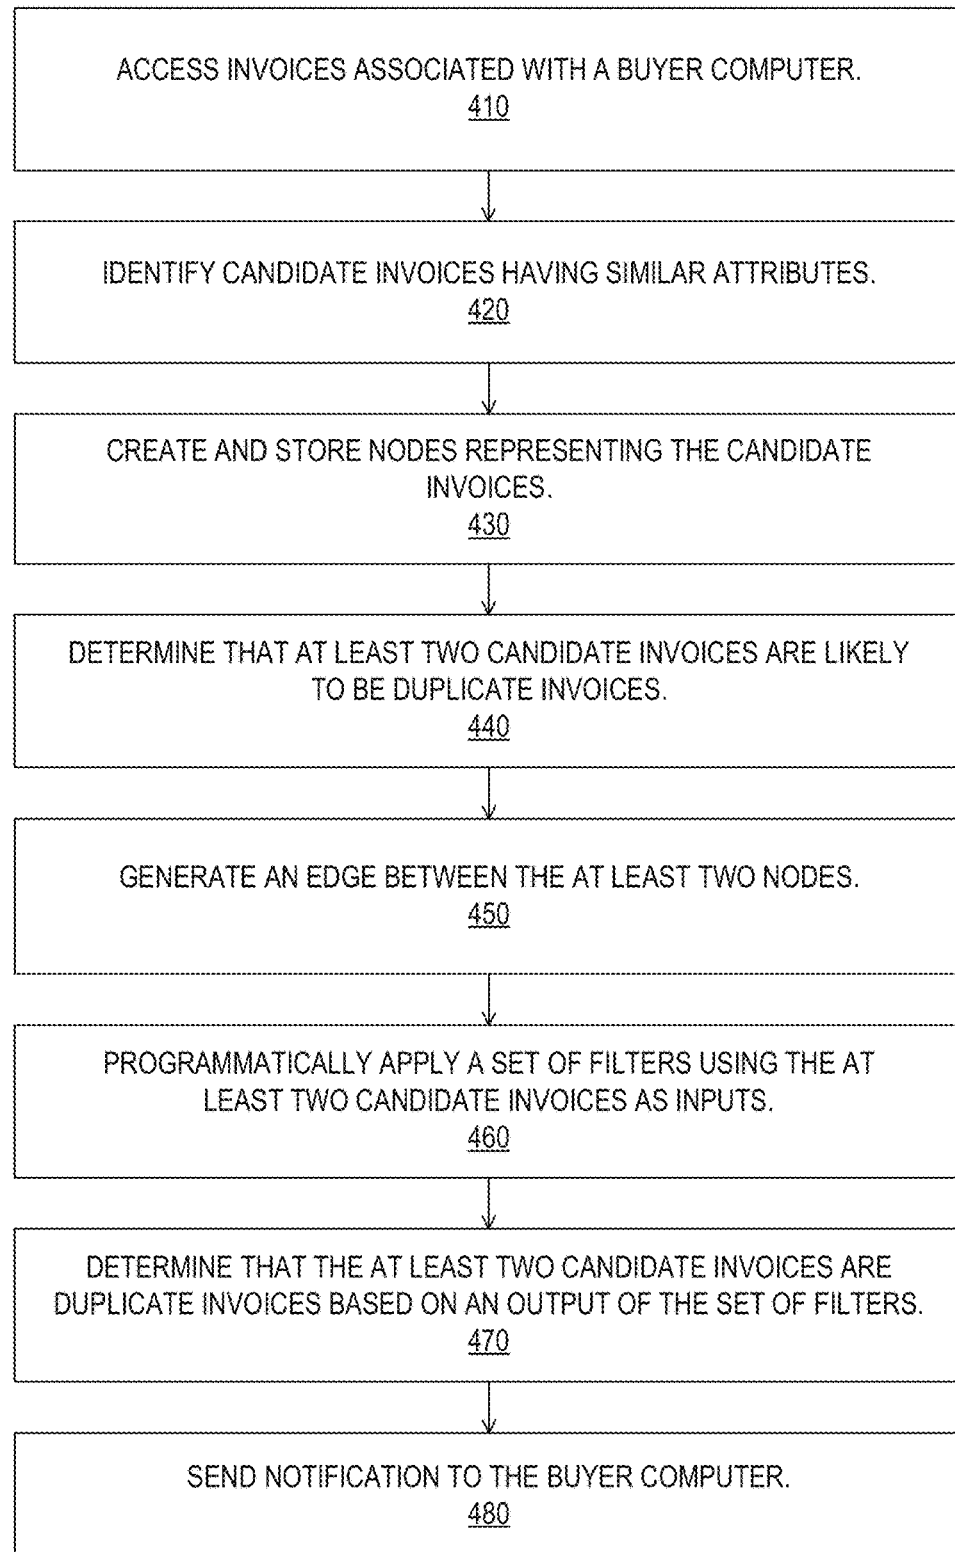 ACCESS INVOICES ASSOCIATED WITH A BUYER COMPUTER.
410
IDENTIFY CANDIDATE INVOICES HAVING SIMILAR ATTRIBUTES.
420
CREATE AND STORE NODES REPRESENTING THE CANDIDATE
INVOICES.
430
DETERMINE THAT AT LEAST TWO CANDIDATE INVOICES ARE LIKELY
TO BE DUPLICATE INVOICES.
440
GENERATE AN EDGE BETWEEN THE AT LEAST TWO NODES.
450
PROGRAMMATICALLY APPLY A SET OF FILTERS USING THE AT
LEAST TWO CANDIDATE INVOICES AS INPUTS.
460
DETERMINE THAT THE AT LEAST TWO CANDIDATE INVOICES ARE
DUPLICATE INVOICES BASED ON AN OUTPUT OF THE SET OF FILTERS.
470
SEND NOTIFICATION TO THE BUYER COMPUTER.
480